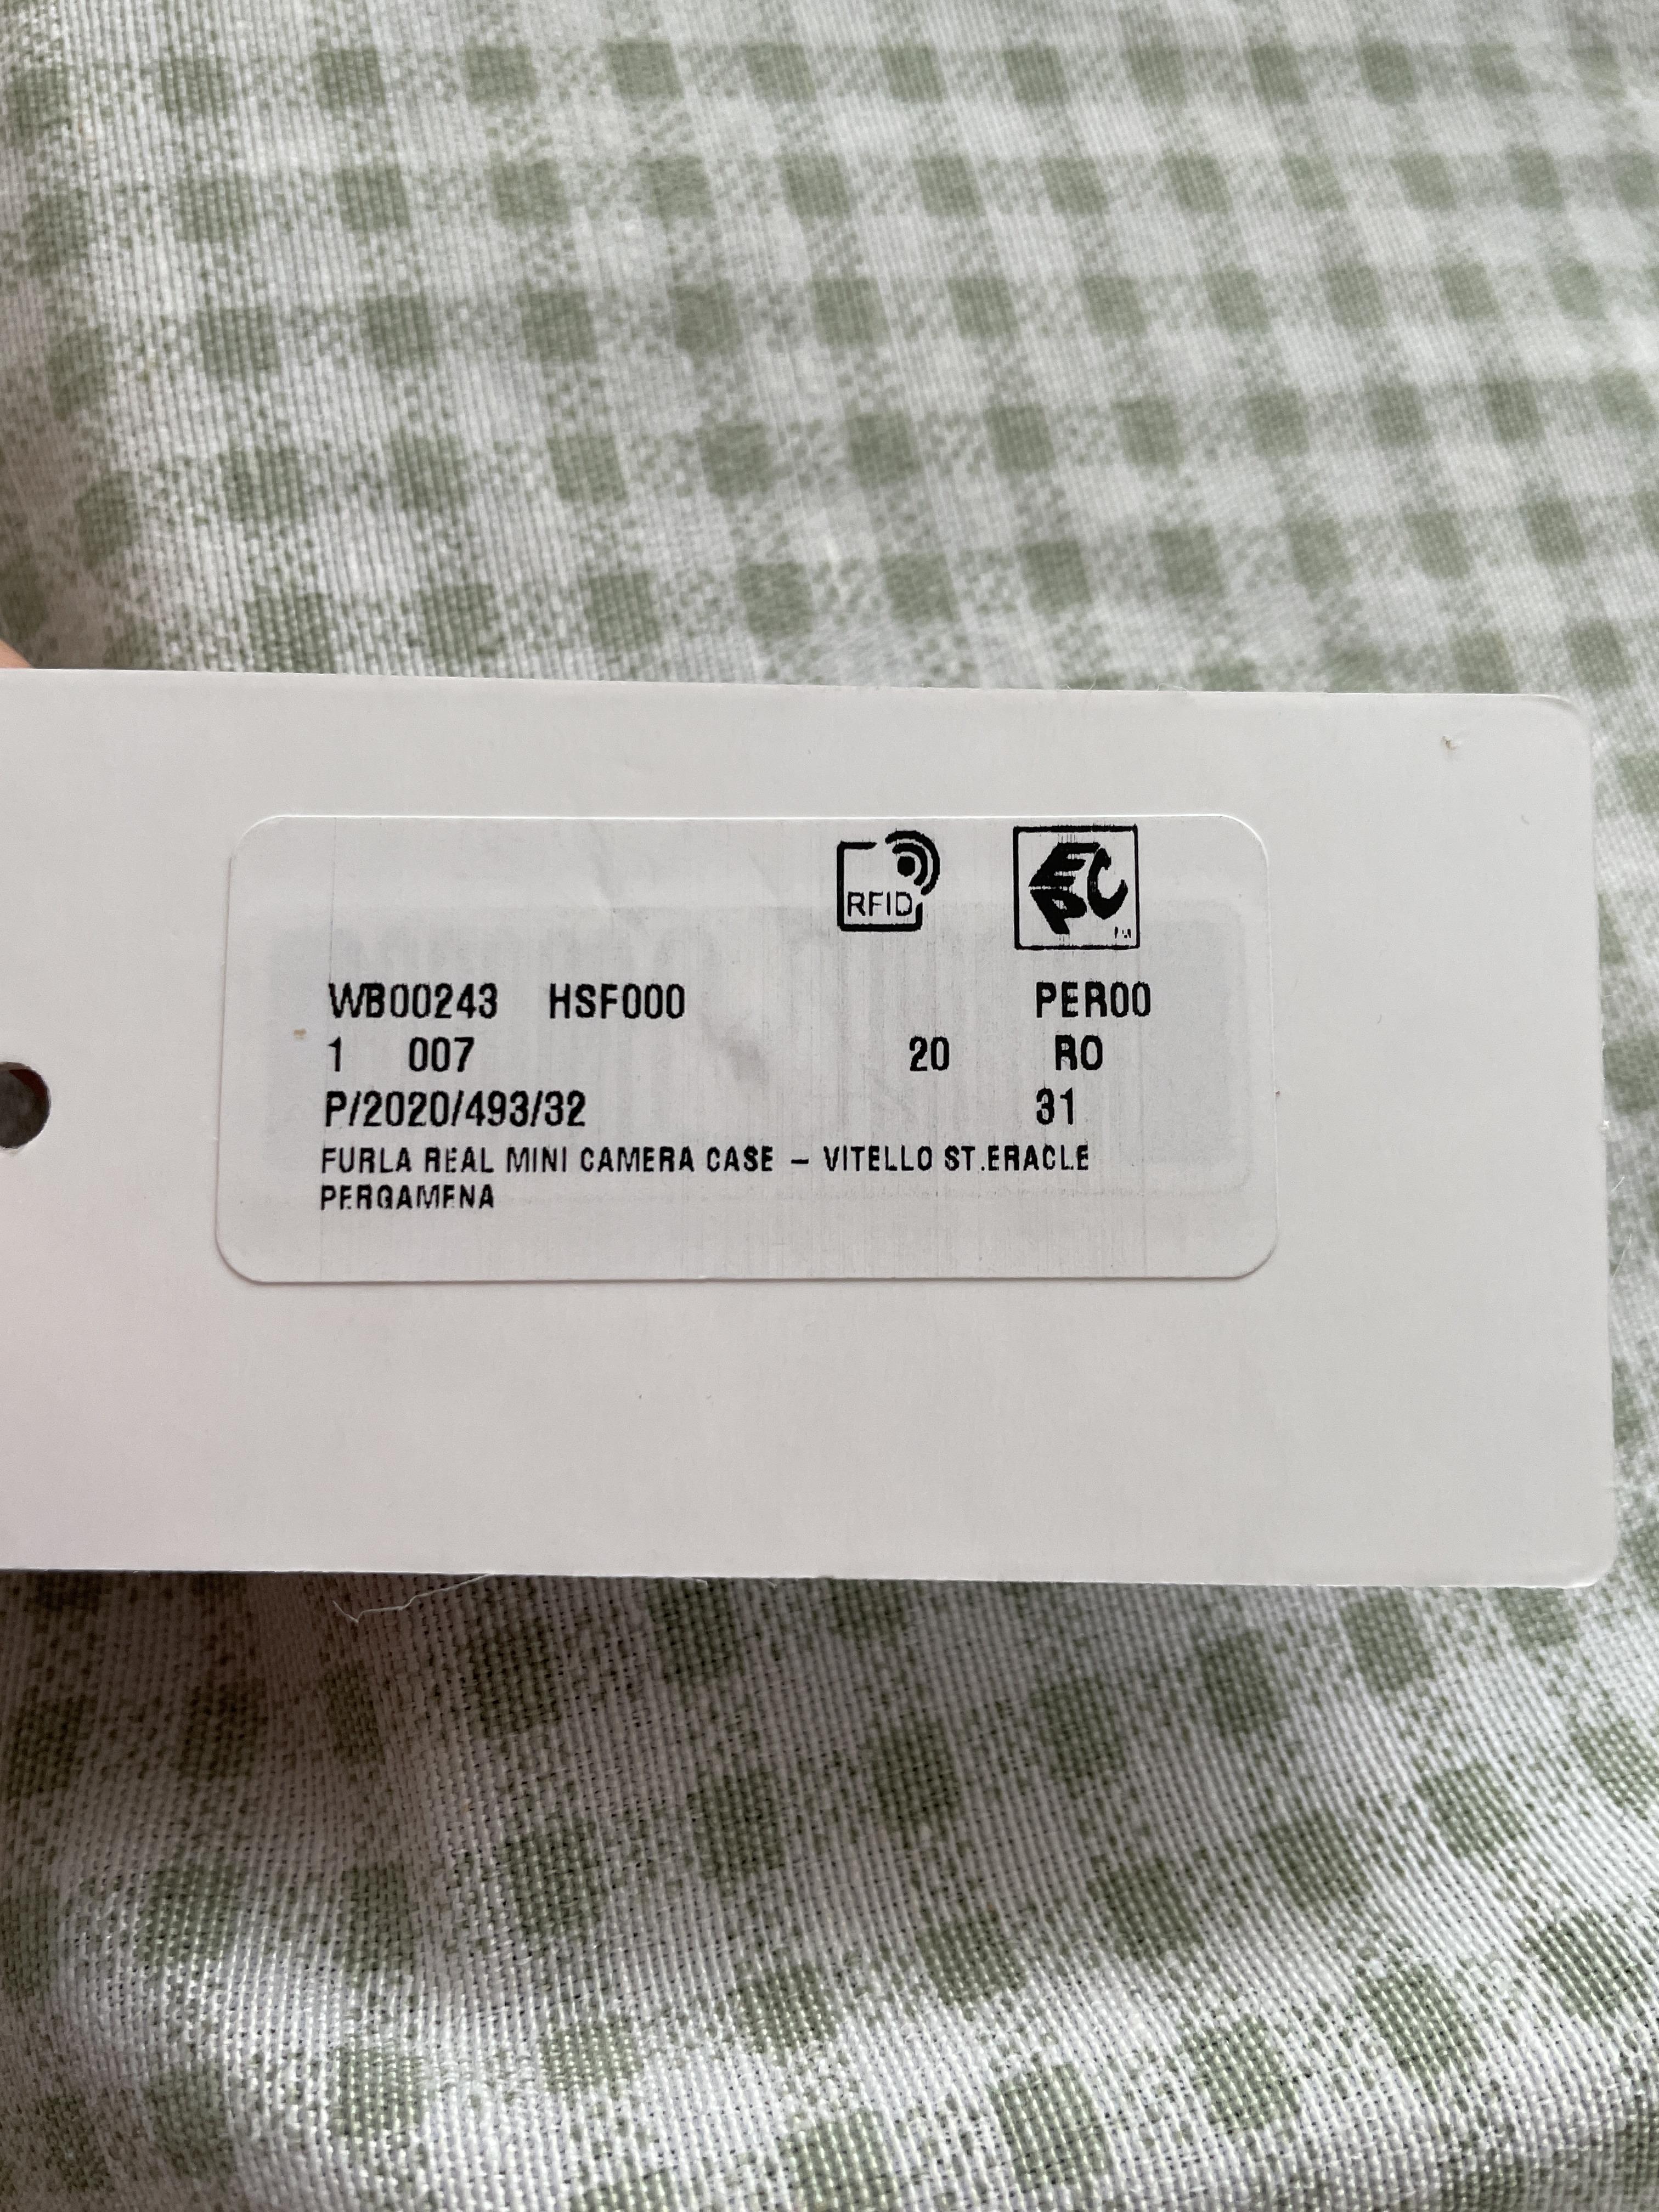 RFID EPC
WB00243 HSF000 PER00
1 007 20 RO
P/2020/493/32 31
FURLA REAL MINI CAMERA CASE – VITELLO ST.ERACLE
PERGAMENA